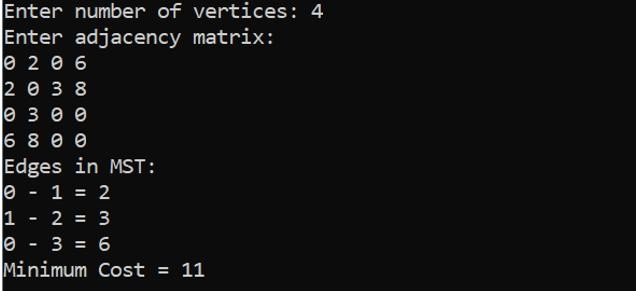 Enter number of vertices: 4
Enter adjacency matrix:
0 2 0 6
2 0 3 8
0 3 0 0
6 8 0 0
Edges in MST:
0 - 1 = 2
1 - 2 = 3
0 - 3 = 6
Minimum Cost = 11